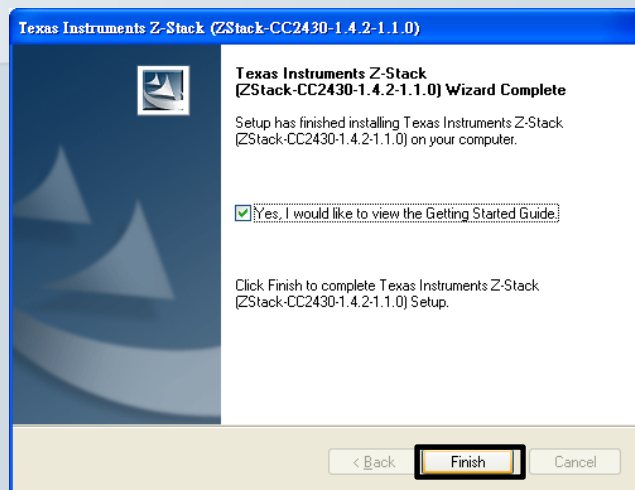 Texas Instruments Z-Stack (ZStack-CC2430-1.4.2-1.1.0)
Texas Instruments Z-Stack
(ZStack-CC2430-1.4.2-1.1.0) Wizard Complete
Setup has finished installing Texas Instruments Z-Stack
(ZStack-CC2430-1.4.2-1.1.0) on your computer.
Yes, I would like to view the Getting Started Guide.
Click Finish to complete Texas Instruments Z-Stack
(ZStack-CC2430-1.4.2-1.1.0) Setup.
< Back Finish Cancel